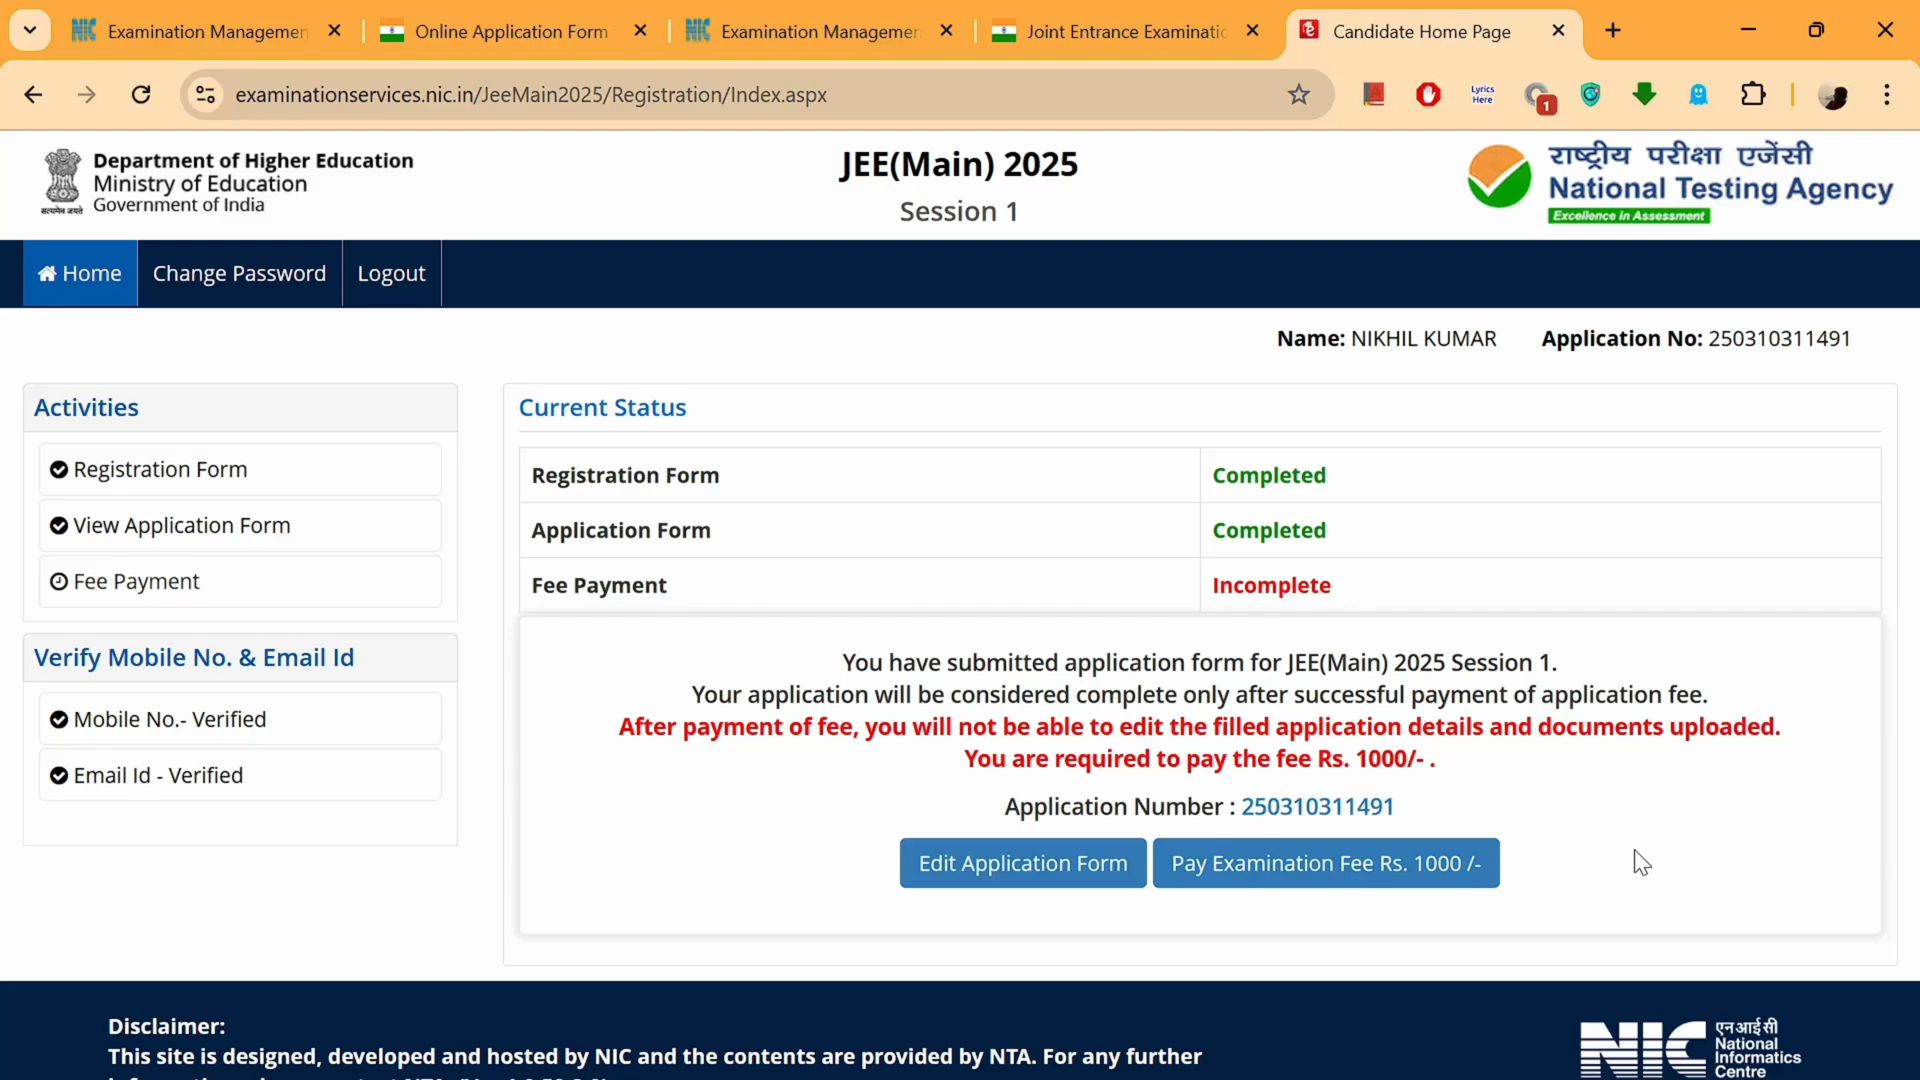 Examination Managemen
Online Application Form
Examination Managemen
Joint Entrance Examinatio
Candidate Home Page
examinationservices.nic.in/JeeMain2025/Registration/Index.aspx
Lyrics
Here
1
सत्यमेव जयते
Department of Higher Education
Ministry of Education
Government of India
JEE(Main) 2025
Session 1
राष्ट्रीय परीक्षा एजेंसी
National Testing Agency
Excellence in Assessment
Home
Change Password
Logout
Name: NIKHIL KUMAR
Application No: 250310311491
Activities
Registration Form
View Application Form
Fee Payment
Verify Mobile No. & Email Id
Mobile No.- Verified
Email Id - Verified
Current Status
Registration Form Completed
Application Form Completed
Fee Payment Incomplete
You have submitted application form for JEE(Main) 2025 Session 1.
Your application will be considered complete only after successful payment of application fee.
After payment of fee, you will not be able to edit the filled application details and documents uploaded.
You are required to pay the fee Rs. 1000/- .
Application Number : 250310311491
Edit Application Form
Pay Examination Fee Rs. 1000 /-
Disclaimer:
This site is designed, developed and hosted by NIC and the contents are provided by NTA. For any further
NIC
एनआईसी
National
Informatics
Centre